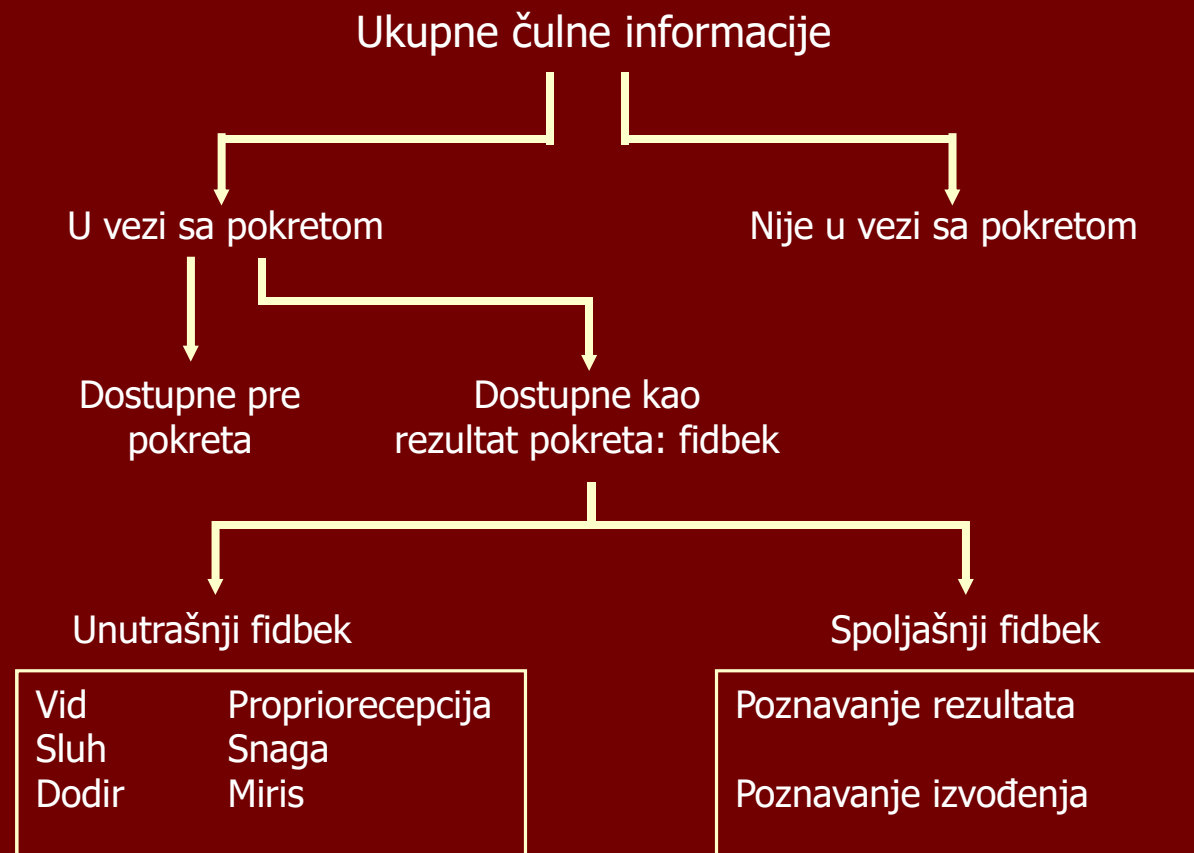 Ukupne čulne informacije
U vezi sa pokretom
Nije u vezi sa pokretom
Dostupne pre
pokreta
Dostupne kao
rezultat pokreta: fidbek
Unutrašnji fidbek
Spoljašnji fidbek
Vid Propriorecepcija
Sluh Snaga
Dodir Miris
Poznavanje rezultata
Poznavanje izvođenja